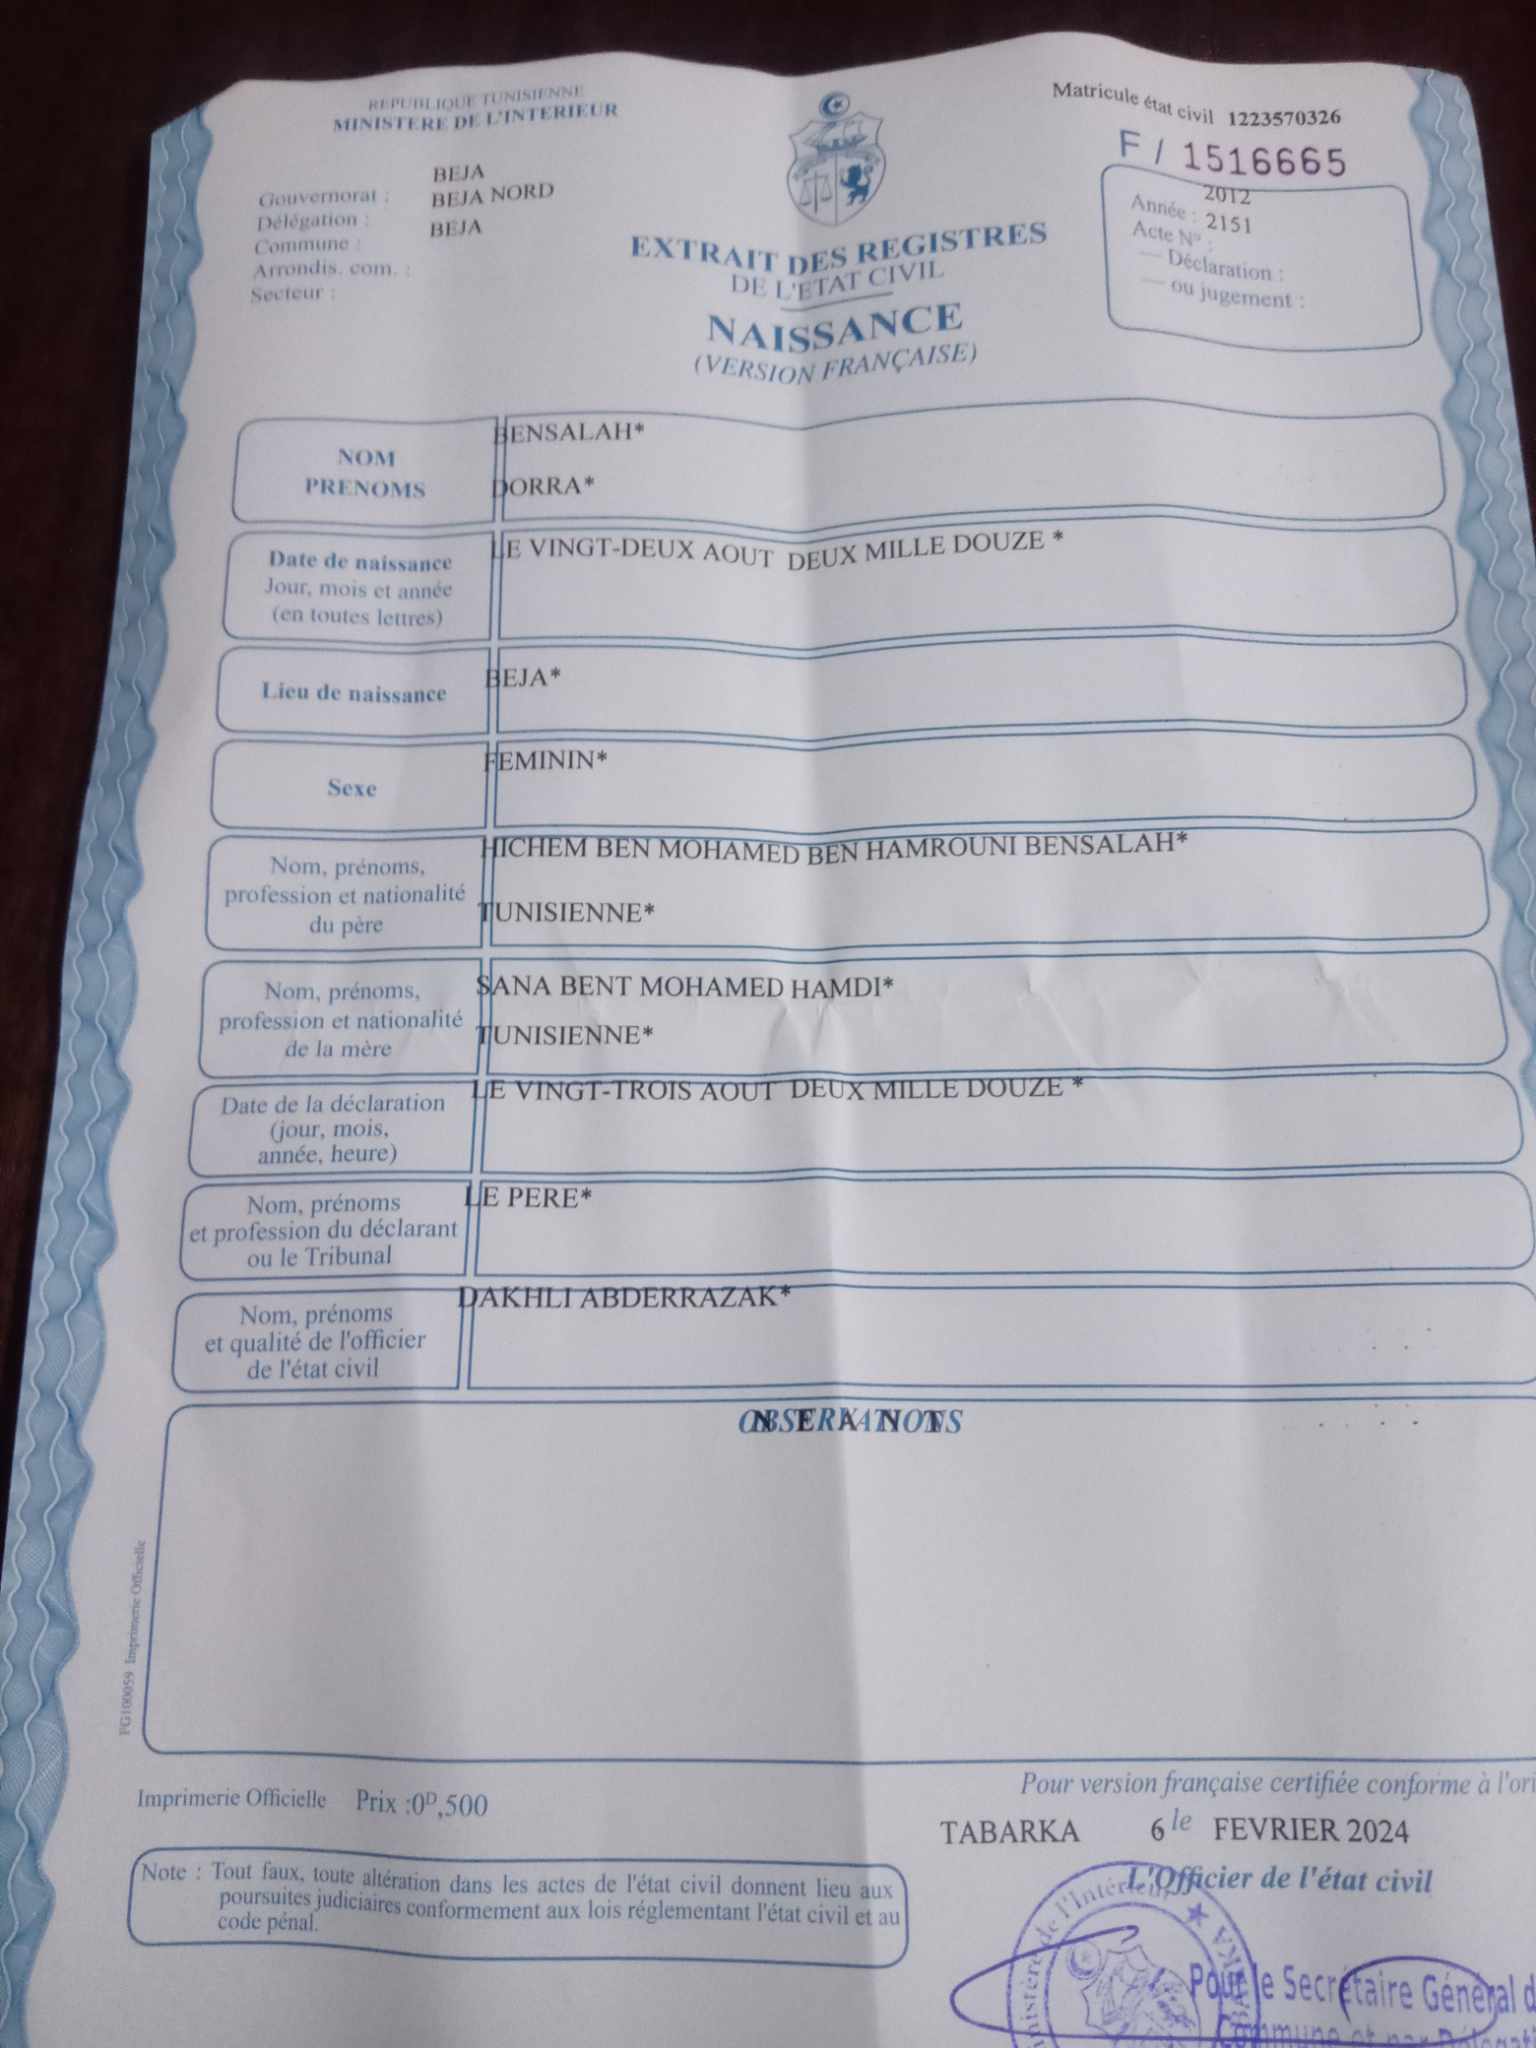 REPUBLIQUE TUNISIENNE
MINISTERE DE L'INTERIEUR
Matricule état civil 1223570326
F / 1516665
Gouvernorat : BEJA
Délégation : BEJA NORD
Commune : BEJA
Arrondis. com. :
Secteur :
Année : 2012
Acte N° : 2151
— Déclaration :
— ou jugement :
EXTRAIT DES REGISTRES
DE L'ETAT CIVIL
NAISSANCE
(VERSION FRANÇAISE)
NOM
PRENOMS
BENSALAH*
DORRA*
Date de naissance
Jour, mois et année
(en toutes lettres)
LE VINGT-DEUX AOUT DEUX MILLE DOUZE *
Lieu de naissance
BEJA*
Sexe
FEMININ*
Nom, prénoms,
profession et nationalité
du père
HICHEM BEN MOHAMED BEN HAMROUNI BENSALAH*
TUNISIENNE*
Nom, prénoms,
profession et nationalité
de la mère
SANA BENT MOHAMED HAMDI*
TUNISIENNE*
Date de la déclaration
(jour, mois,
année, heure)
LE VINGT-TROIS AOUT DEUX MILLE DOUZE *
Nom, prénoms
et profession du déclarant
ou le Tribunal
LE PERE*
Nom, prénoms
et qualité de l'officier
de l'état civil
DAKHLI ABDERRAZAK*
OBSERVATIONS
N E A N T
FG100059 Imprimerie Officielle
Imprimerie Officielle Prix :0ᴰ,500
Pour version française certifiée conforme à l'ori
TABARKA 6 le FEVRIER 2024
L'Officier de l'état civil
Note : Tout faux, toute altération dans les actes de l'état civil donnent lieu aux
poursuites judiciaires conformement aux lois réglementant l'état civil et au
code pénal.
de l'Intérieur
Pour le Secrétaire Général d
Commune et par Délégati